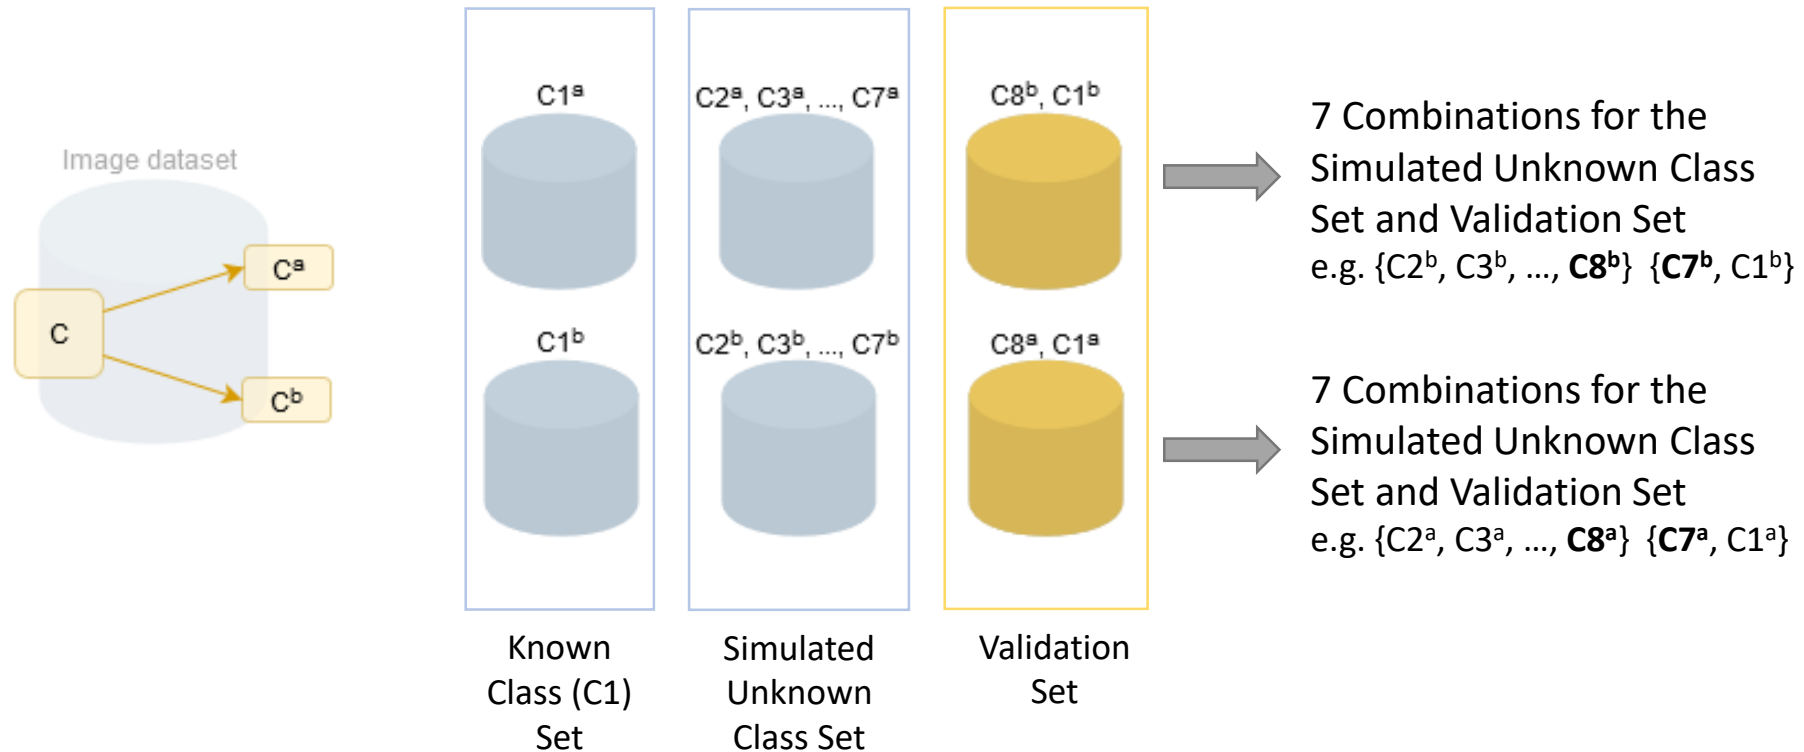 Image dataset
C
Cᵃ
Cᵇ
C1ᵃ
C2ᵃ, C3ᵃ, ..., C7ᵃ
C8ᵇ, C1ᵇ
C1ᵇ
C2ᵇ, C3ᵇ, ..., C7ᵇ
C8ᵃ, C1ᵃ
Known
Class (C1)
Set
Simulated
Unknown
Class Set
Validation
Set
7 Combinations for the
Simulated Unknown Class
Set and Validation Set
e.g. {C2ᵇ, C3ᵇ, ..., C8ᵇ} {C7ᵇ, C1ᵇ}
7 Combinations for the
Simulated Unknown Class
Set and Validation Set
e.g. {C2ᵃ, C3ᵃ, ..., C8ᵃ} {C7ᵃ, C1ᵃ}